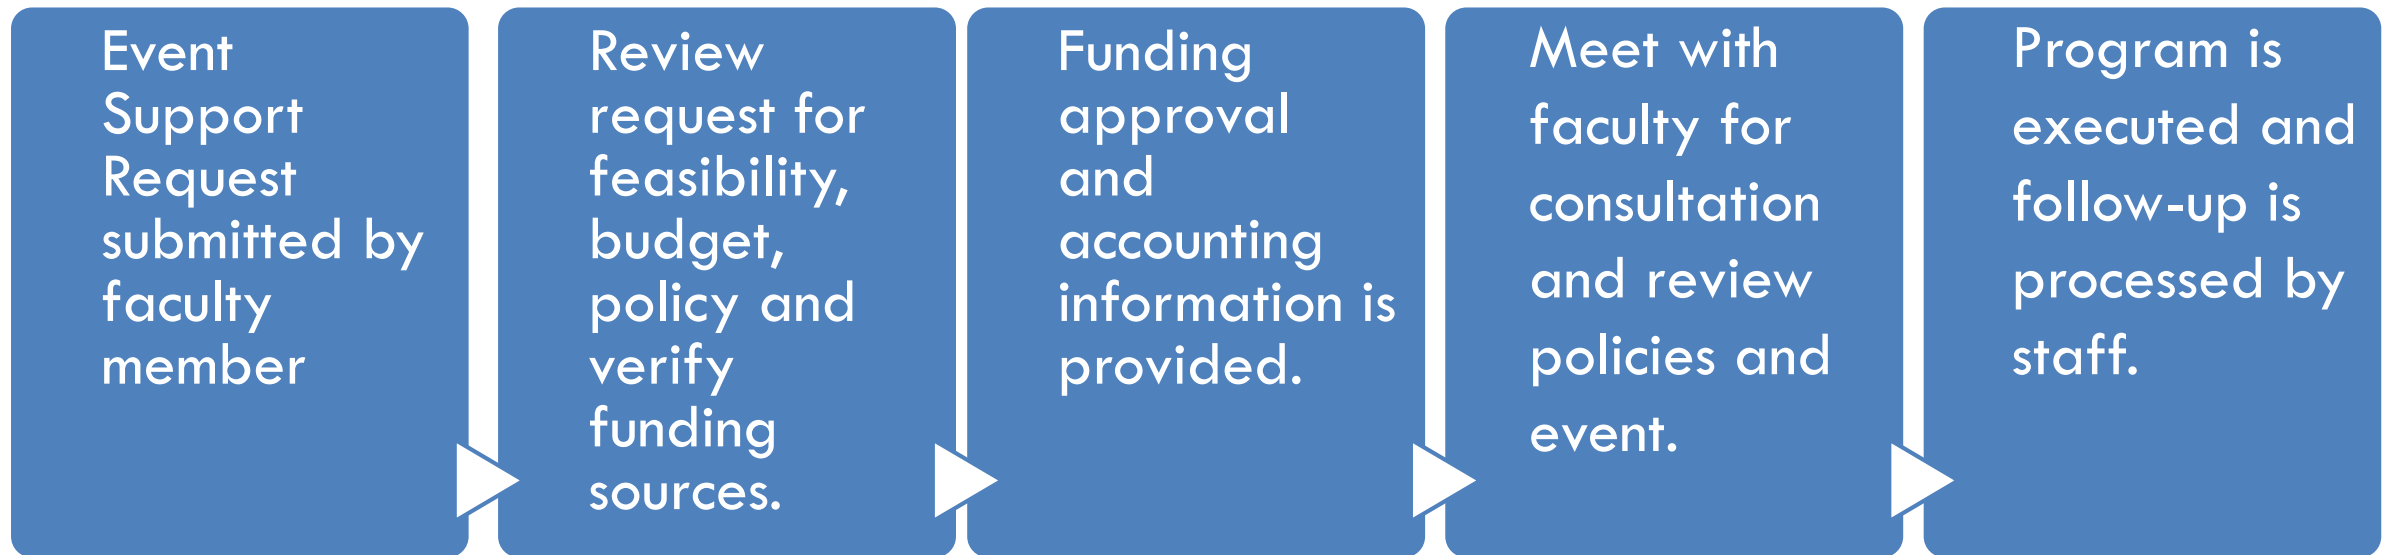 Event
Support
Request
submitted by
faculty
member
Review
request for
feasibility,
budget,
policy and
verify
funding
sources.
Funding
approval
and
accounting
information is
provided.
Meet with
faculty for
consultation
and review
policies and
event.
Program is
executed and
follow-up is
processed by
staff.